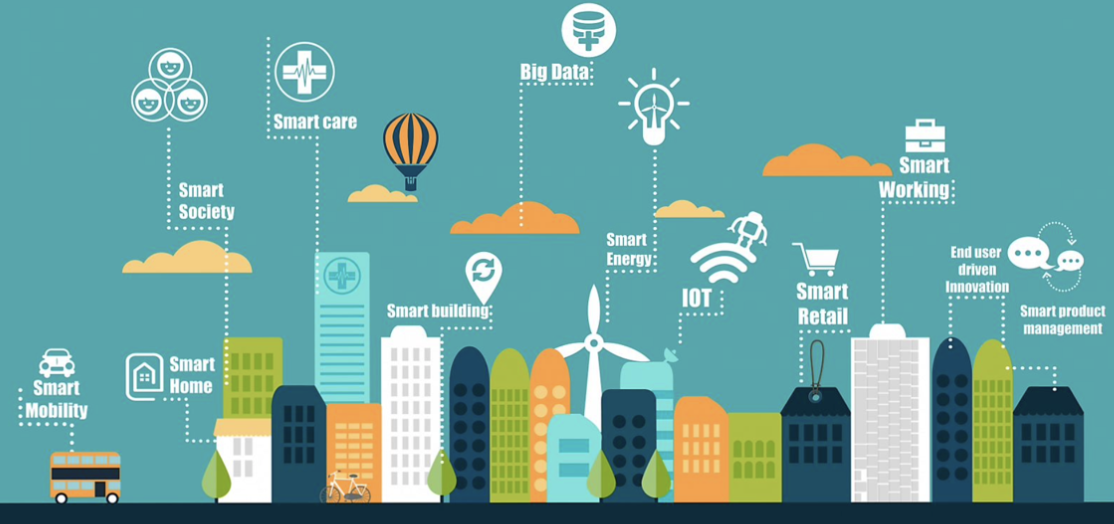 Big Data
Smart care
Smart
Working
Smart
Society
Smart
Energy
End user
driven
Innovation
IOT
Smart
Retail
Smart building
Smart product
management
Smart
Home
Smart
Mobility